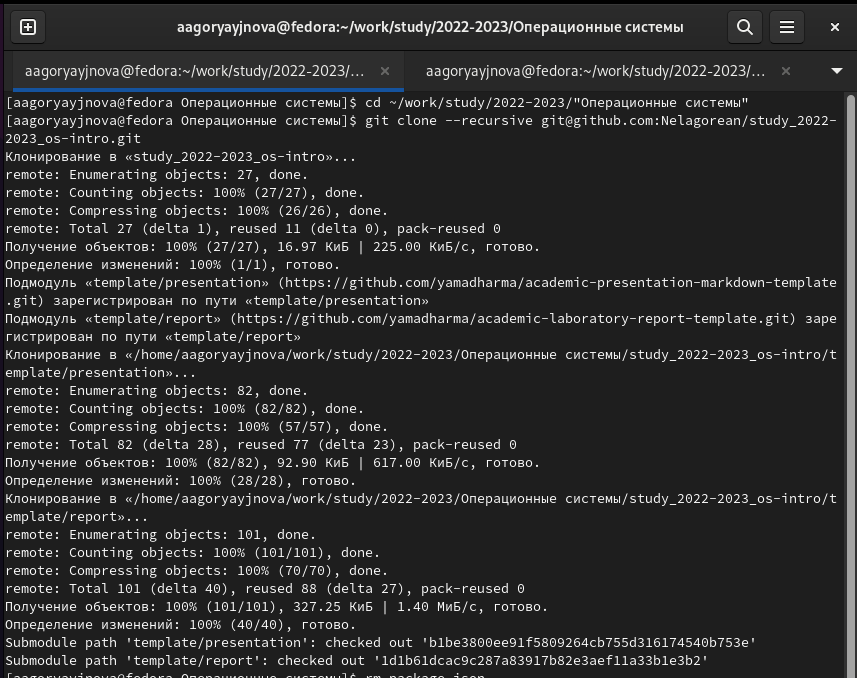 aagoryayjnova@fedora:~/work/study/2022-2023/Операционные системы
aagoryayjnova@fedora:~/work/study/2022-2023/... × aagoryayjnova@fedora:~/work/study/2022-2023/... ×
[aagoryayjnova@fedora Операционные системы]$ cd ~/work/study/2022-2023/"Операционные системы"
[aagoryayjnova@fedora Операционные системы]$ git clone --recursive git@github.com:Nelagorean/study_2022-
2023_os-intro.git
Клонирование в «study_2022-2023_os-intro»...
remote: Enumerating objects: 27, done.
remote: Counting objects: 100% (27/27), done.
remote: Compressing objects: 100% (26/26), done.
remote: Total 27 (delta 1), reused 11 (delta 0), pack-reused 0
Получение объектов: 100% (27/27), 16.97 КиБ | 225.00 КиБ/с, готово.
Определение изменений: 100% (1/1), готово.
Подмодуль «template/presentation» (https://github.com/yamadharma/academic-presentation-markdown-template
.git) зарегистрирован по пути «template/presentation»
Подмодуль «template/report» (https://github.com/yamadharma/academic-laboratory-report-template.git) заре
гистрирован по пути «template/report»
Клонирование в «/home/aagoryayjnova/work/study/2022-2023/Операционные системы/study_2022-2023_os-intro/t
emplate/presentation»...
remote: Enumerating objects: 82, done.
remote: Counting objects: 100% (82/82), done.
remote: Compressing objects: 100% (57/57), done.
remote: Total 82 (delta 28), reused 77 (delta 23), pack-reused 0
Получение объектов: 100% (82/82), 92.90 КиБ | 617.00 КиБ/с, готово.
Определение изменений: 100% (28/28), готово.
Клонирование в «/home/aagoryayjnova/work/study/2022-2023/Операционные системы/study_2022-2023_os-intro/t
emplate/report»...
remote: Enumerating objects: 101, done.
remote: Counting objects: 100% (101/101), done.
remote: Compressing objects: 100% (70/70), done.
remote: Total 101 (delta 40), reused 88 (delta 27), pack-reused 0
Получение объектов: 100% (101/101), 327.25 КиБ | 1.40 МиБ/с, готово.
Определение изменений: 100% (40/40), готово.
Submodule path 'template/presentation': checked out 'b1be3800ee91f5809264cb755d316174540b753e'
Submodule path 'template/report': checked out '1d1b61dcac9c287a83917b82e3aef11a33b1e3b2'
[aagoryayjnova@fedora Операционные системы]$ rm package.json